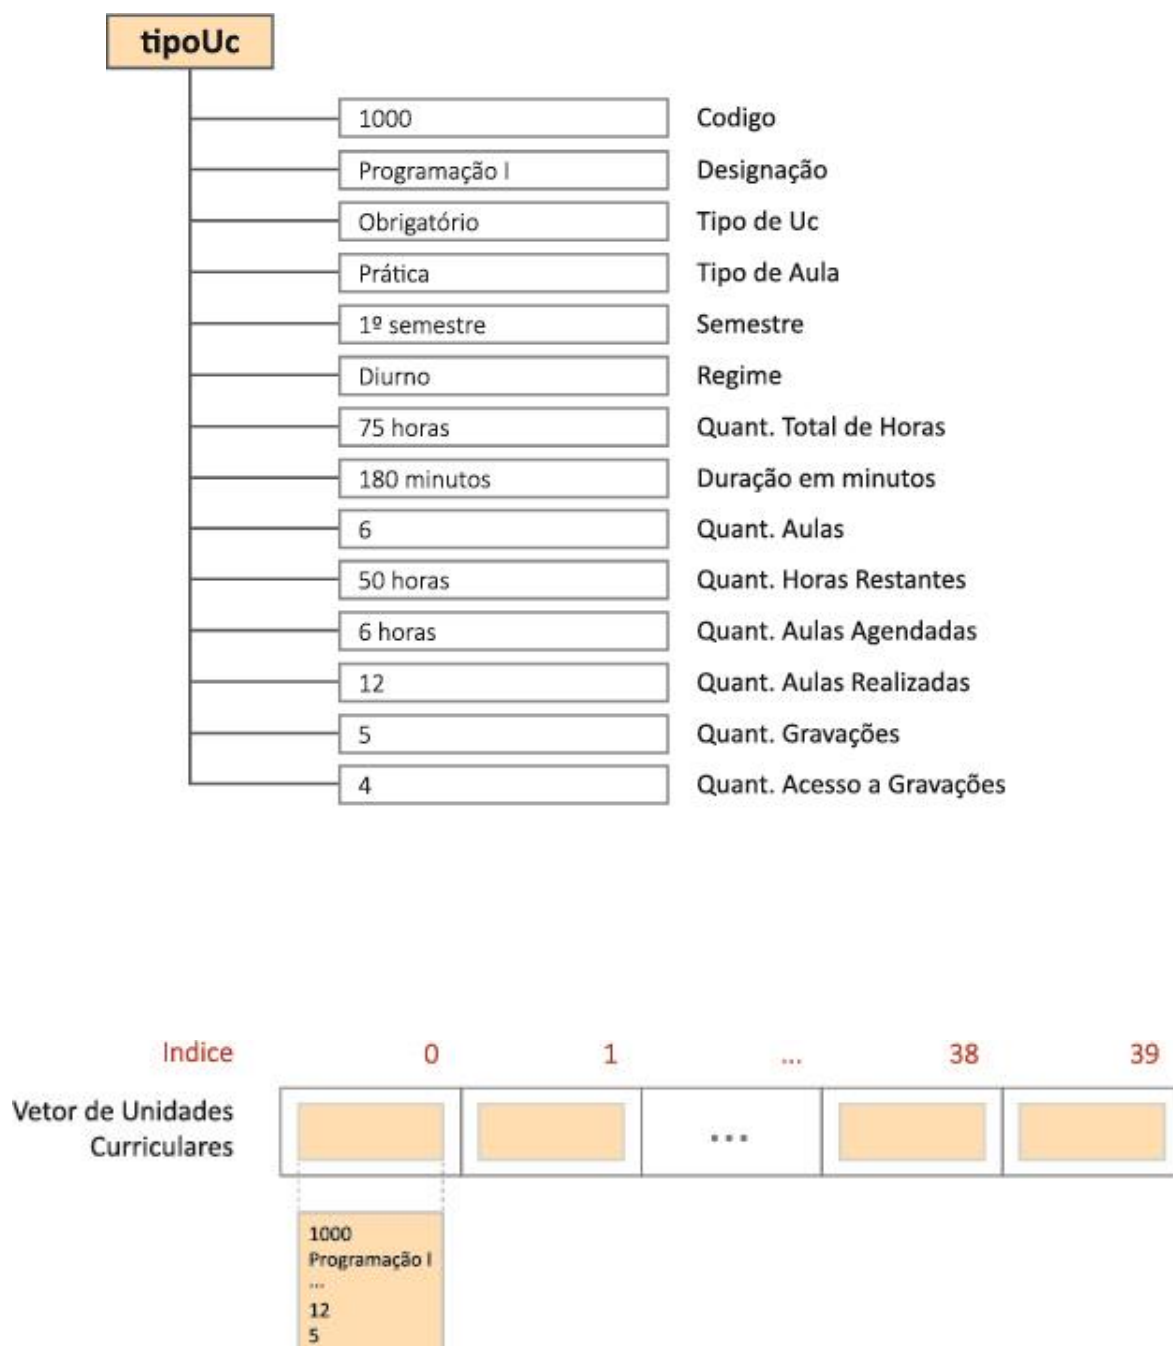 tipoUc
1000 Codigo
Programação I Designação
Obrigatório Tipo de Uc
Prática Tipo de Aula
1º semestre Semestre
Diurno Regime
75 horas Quant. Total de Horas
180 minutos Duração em minutos
6 Quant. Aulas
50 horas Quant. Horas Restantes
6 horas Quant. Aulas Agendadas
12 Quant. Aulas Realizadas
5 Quant. Gravações
4 Quant. Acesso a Gravações
Indice 0 1 ... 38 39
Vetor de Unidades
Curriculares
...
1000
Programação I
...
12
5